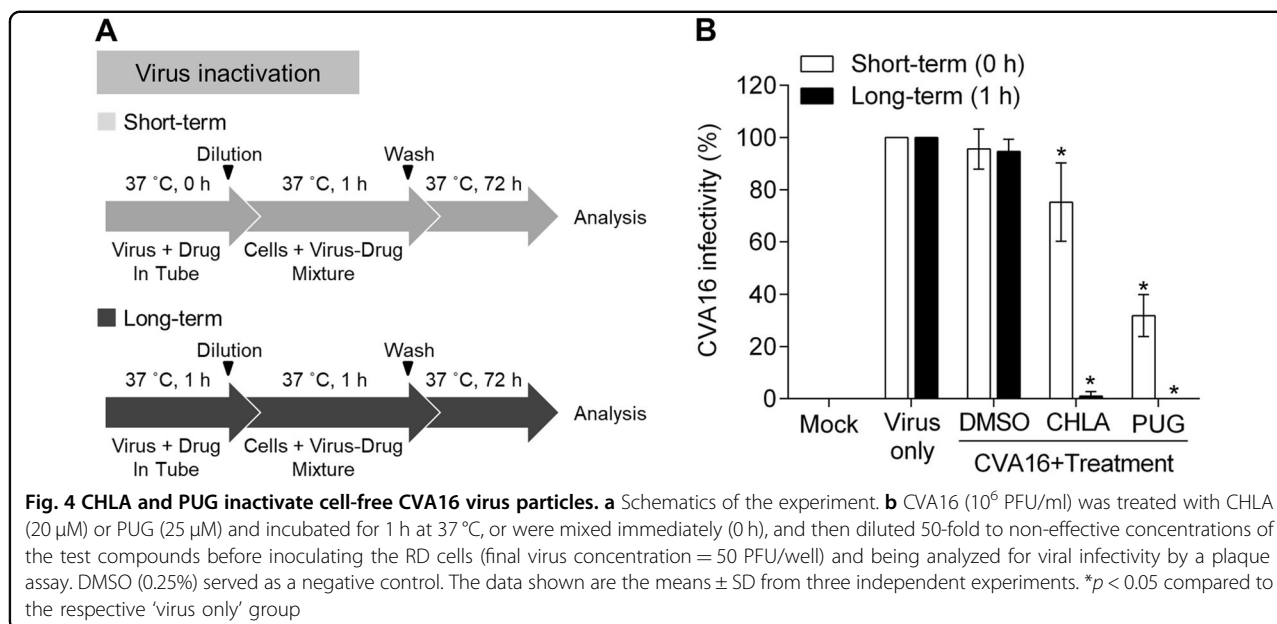 A
Virus inactivation
Short-term
Dilution
Wash
37 ˚C, 0 h
37 ˚C, 1 h
37 ˚C, 72 h
Analysis
Virus + Drug
In Tube
Cells + Virus-Drug
Mixture
Long-term
Dilution
Wash
37 ˚C, 1 h
37 ˚C, 1 h
37 ˚C, 72 h
Analysis
Virus + Drug
In Tube
Cells + Virus-Drug
Mixture
B
Short-term (0 h)
Long-term (1 h)
CVA16 infectivity (%)
120
100
80
60
40
20
0
*
*
*
*
Mock
Virus
only
DMSO
CHLA
PUG
CVA16+Treatment
Fig. 4 CHLA and PUG inactivate cell-free CVA16 virus particles. a Schematics of the experiment. b CVA16 (10⁶ PFU/ml) was treated with CHLA
(20 µM) or PUG (25 µM) and incubated for 1 h at 37 °C, or were mixed immediately (0 h), and then diluted 50-fold to non-effective concentrations of
the test compounds before inoculating the RD cells (final virus concentration = 50 PFU/well) and being analyzed for viral infectivity by a plaque
assay. DMSO (0.25%) served as a negative control. The data shown are the means ± SD from three independent experiments. *p < 0.05 compared to
the respective 'virus only' group